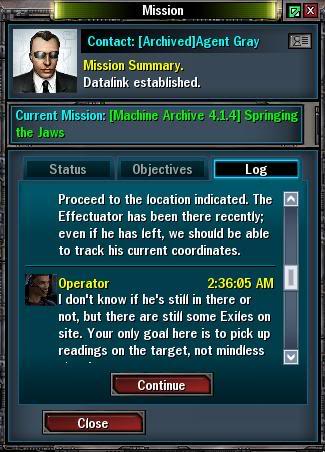 Mission
Contact: [Archived]Agent Gray
Mission Summary.
Datalink established.
Current Mission: [Machine Archive 4.1.4] Springing
the Jaws
Status
Objectives
Log
Proceed to the location indicated. The
Effectuator has been there recently;
even if he has left, we should be able
to track his current coordinates.
Operator 2:36:05 AM
I don't know if he's still in there or
not, but there are still some Exiles on
site. Your only goal here is to pick up
readings on the target, not mindless
Continue
Close